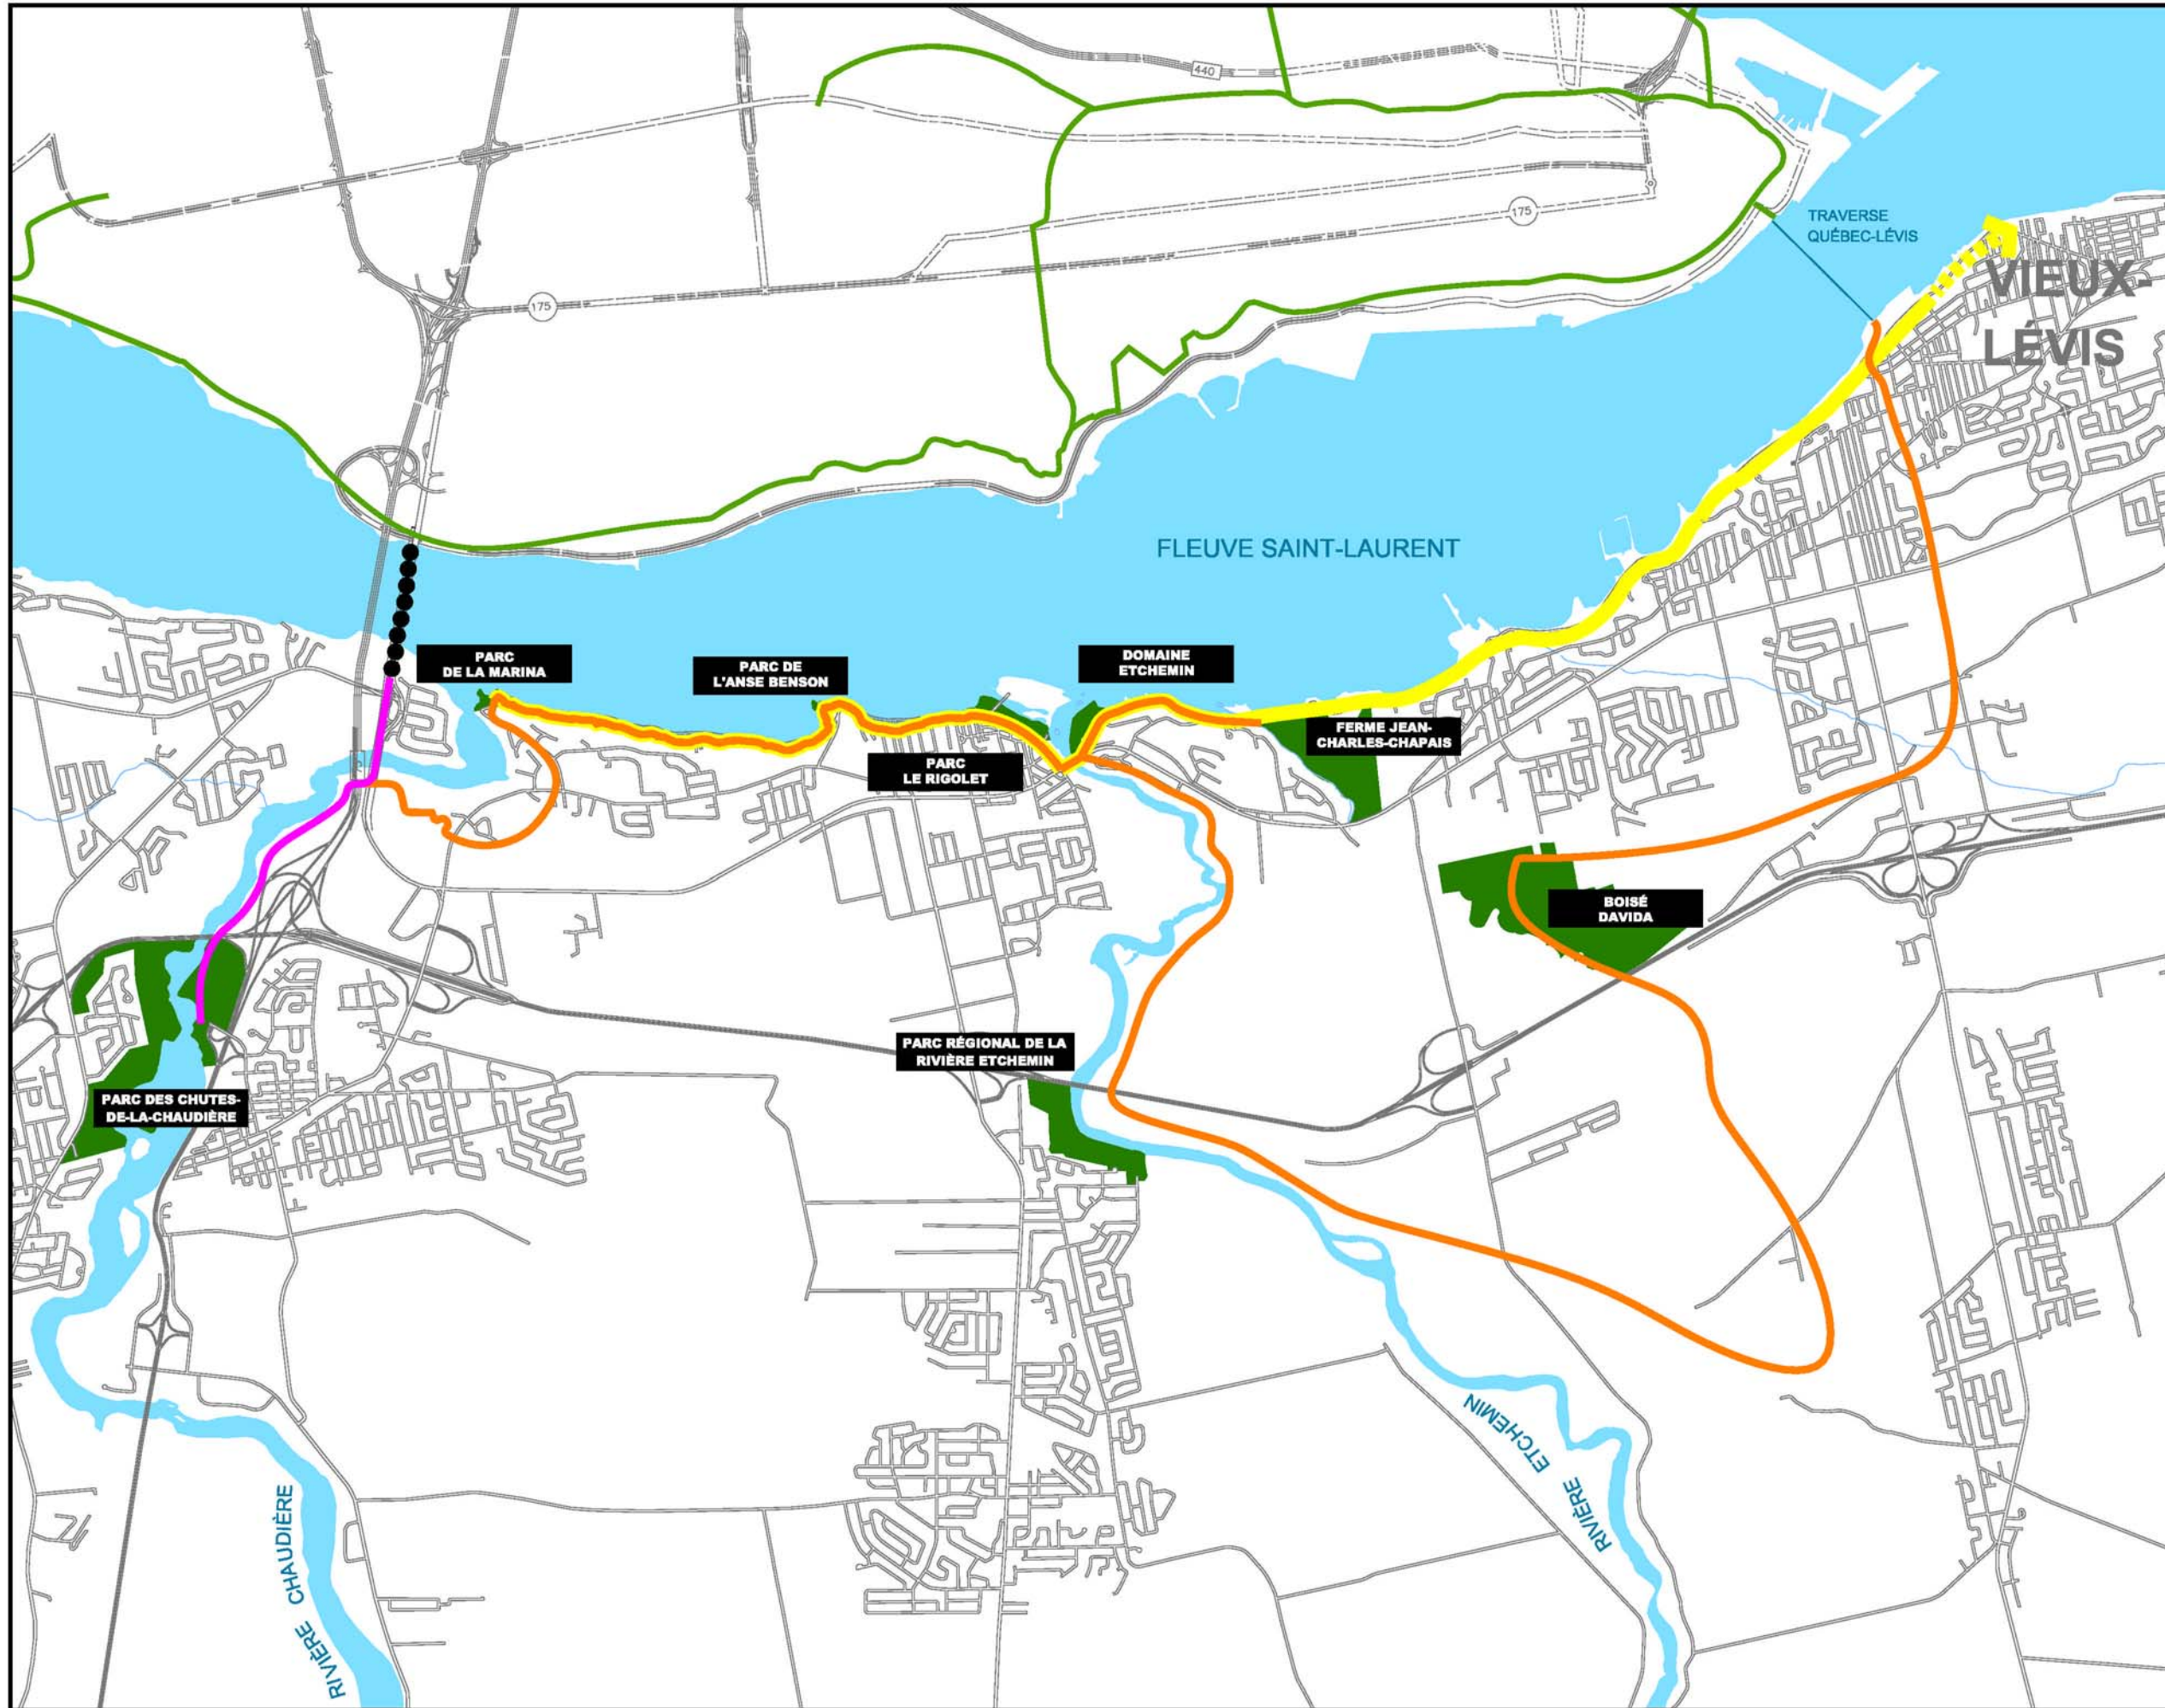 440
175
175
TRAVERSE
QUÉBEC-LÉVIS
VIEUX-
LÉVIS
FLEUVE SAINT-LAURENT
PARC
DE LA MARINA
PARC DE
L'ANSE BENSON
DOMAINE
ETCHEMIN
FERME JEAN-
CHARLES-CHAPAIS
PARC
LE RIGOLET
BOISÉ
DAVIDA
PARC RÉGIONAL DE LA
RIVIÈRE ETCHEMIN
PARC DES CHUTES-
DE-LA-CHAUDIÈRE
RIVIÈRE CHAUDIÈRE
RIVIÈRE ETCHEMIN